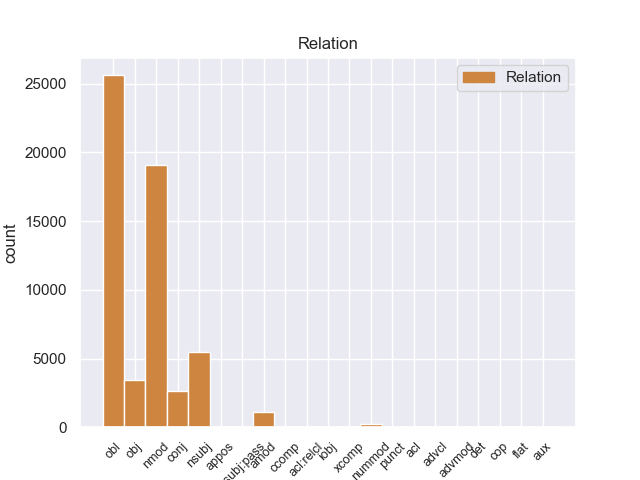 Relation
Relation
25000
20000
15000
10000
5000
0
count
obl
obj
nmod
conj
nsubj
appos
subj:pass
amod
ccomp
acl:relcl
iobj
xcomp
nummod
punct
acl
advcl
advmod
det
cop
flat
aux